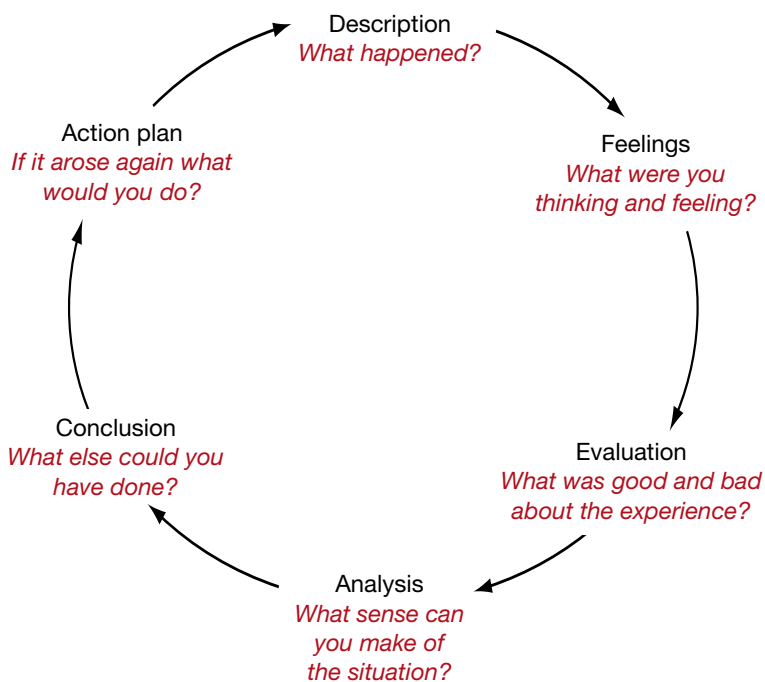 Description
What happened?
Feelings
What were you
thinking and feeling?
Evaluation
What was good and bad
about the experience?
Analysis
What sense can
you make of
the situation?
Conclusion
What else could you
have done?
Action plan
If it arose again what
would you do?